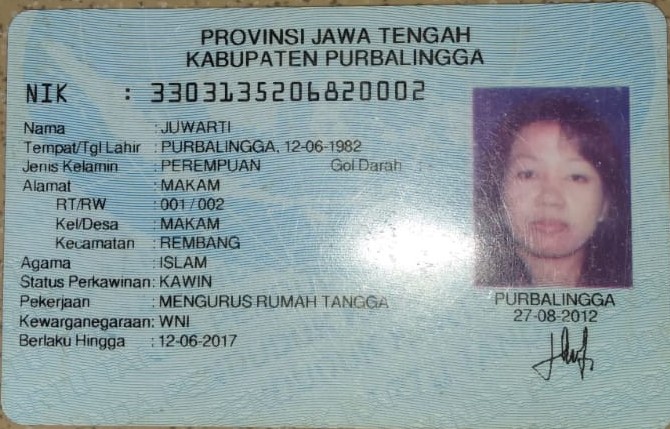 PROVINSI JAWA TENGAH
KABUPATEN PURBALINGGA
NIK : 3303135206820002
Nama : JUWARTI
Tempat/Tgl Lahir : PURBALINGGA, 12-06-1982
Jenis Kelamin : PEREMPUAN Gol Darah : -
Alamat : MAKAM
RT/RW : 001 / 002
Kel/Desa : MAKAM
Kecamatan : REMBANG
Agama : ISLAM
Status Perkawinan: KAWIN
Pekerjaan : MENGURUS RUMAH TANGGA
Kewarganegaraan: WNI
Berlaku Hingga : 12-06-2017
PURBALINGGA
27-08-2012